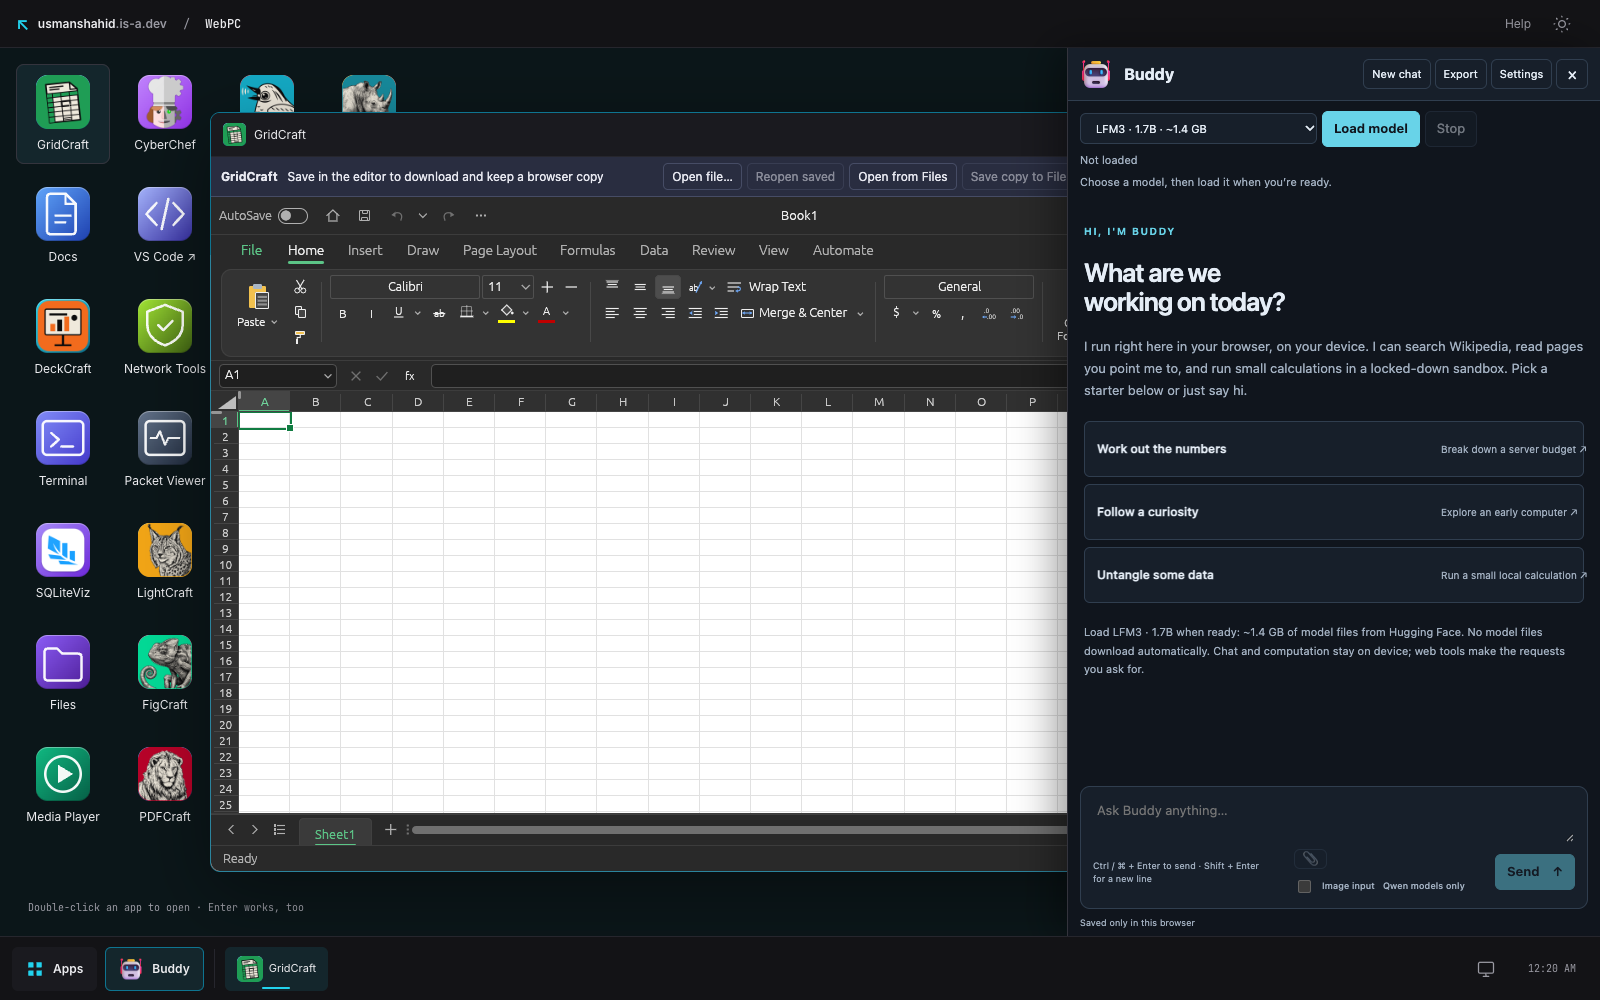 usmanshahid.is-a.dev / WebPC
Help
GridCraft
CyberChef
Docs
VS Code ↗
DeckCraft
Network Tools
Terminal
Packet Viewer
SQLiteViz
LightCraft
Files
FigCraft
Media Player
PDFCraft
Double-click an app to open · Enter works, too
GridCraft
GridCraft Save in the editor to download and keep a browser copy
Open file...
Reopen saved
Open from Files
Save copy to File
AutoSave
Book1
File
Home
Insert
Draw
Page Layout
Formulas
Data
Review
View
Automate
Paste
Calibri
11
B
I
U
ab
A
Wrap Text
Merge & Center
General
$
%
,
A1
fx
A B C D E F G H I J K L M N O P
1
2
3
4
5
6
7
8
9
10
11
12
13
14
15
16
17
18
19
20
21
22
23
24
25
Sheet1
Ready
Buddy
New chat
Export
Settings
LFM3 · 1.7B · ~1.4 GB
Load model
Stop
Not loaded
Choose a model, then load it when you're ready.
HI, I'M BUDDY
What are we
working on today?
I run right here in your browser, on your device. I can search Wikipedia, read pages
you point me to, and run small calculations in a locked-down sandbox. Pick a
starter below or just say hi.
Work out the numbers
Break down a server budget ↗
Follow a curiosity
Explore an early computer ↗
Untangle some data
Run a small local calculation ↗
Load LFM3 · 1.7B when ready: ~1.4 GB of model files from Hugging Face. No model files
download automatically. Chat and computation stay on device; web tools make the requests
you ask for.
Ask Buddy anything...
Ctrl / ⌘ + Enter to send · Shift + Enter
for a new line
Image input
Qwen models only
Send ↑
Saved only in this browser
Apps
Buddy
GridCraft
12:20 AM